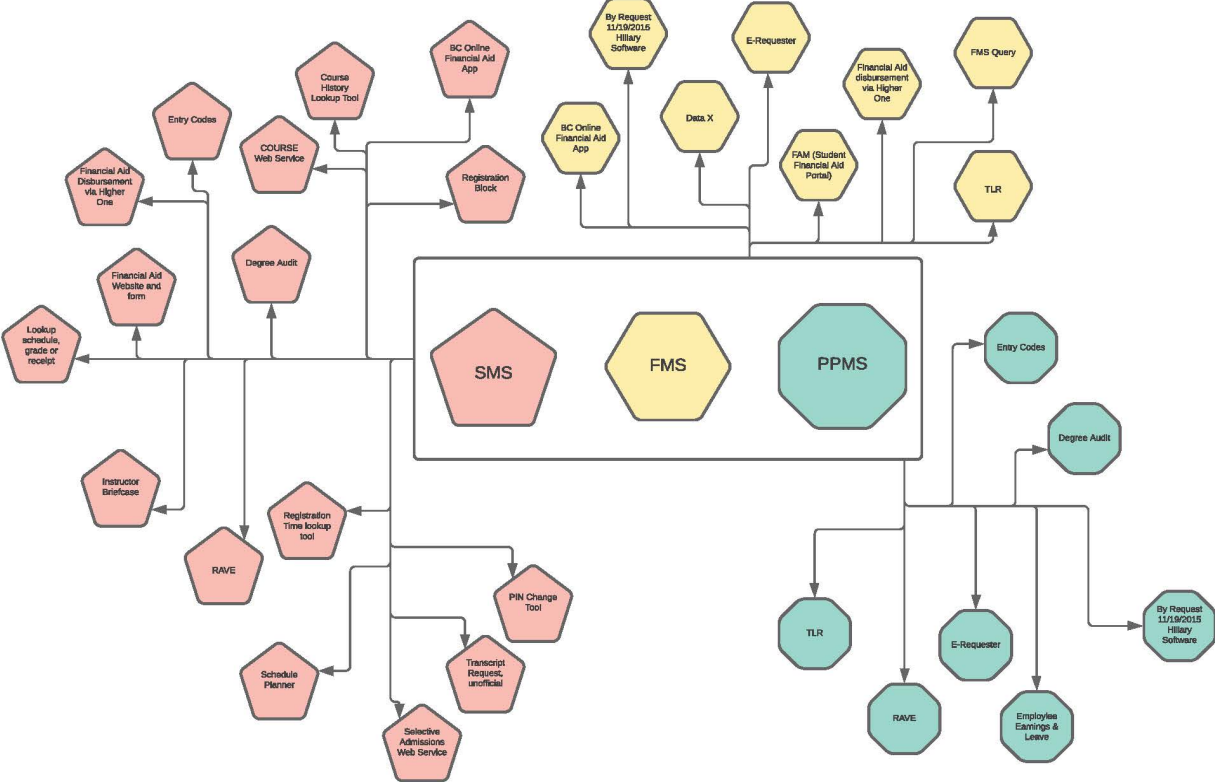 By Request
11/19/2015
Hillary
Software
E-Requester
BC Online
Financial Aid
App
FMS Query
Course
History
Lookup Tool
Financial Aid
disbursement
via Higher
One
Entry Codes
Data X
BC Online
Financial Aid
App
COURSE
Web Service
FAM (Student
Financial Aid
Portal)
Financial Aid
Disbursement
via Higher
One
Registration
Block
TLR
Degree Audit
Financial Aid
Website and
form
Lookup
schedule,
grade or
receipt
SMS
FMS
PPMS
Entry Codes
Degree Audit
Instructor
Briefcase
Registration
Time lookup
tool
RAVE
PIN Change
Tool
TLR
E-Requester
By Request
11/19/2015
Hillary
Software
Schedule
Planner
Transcript
Request,
unofficial
RAVE
Employee
Earnings &
Leave
Selective
Admissions
Web Service